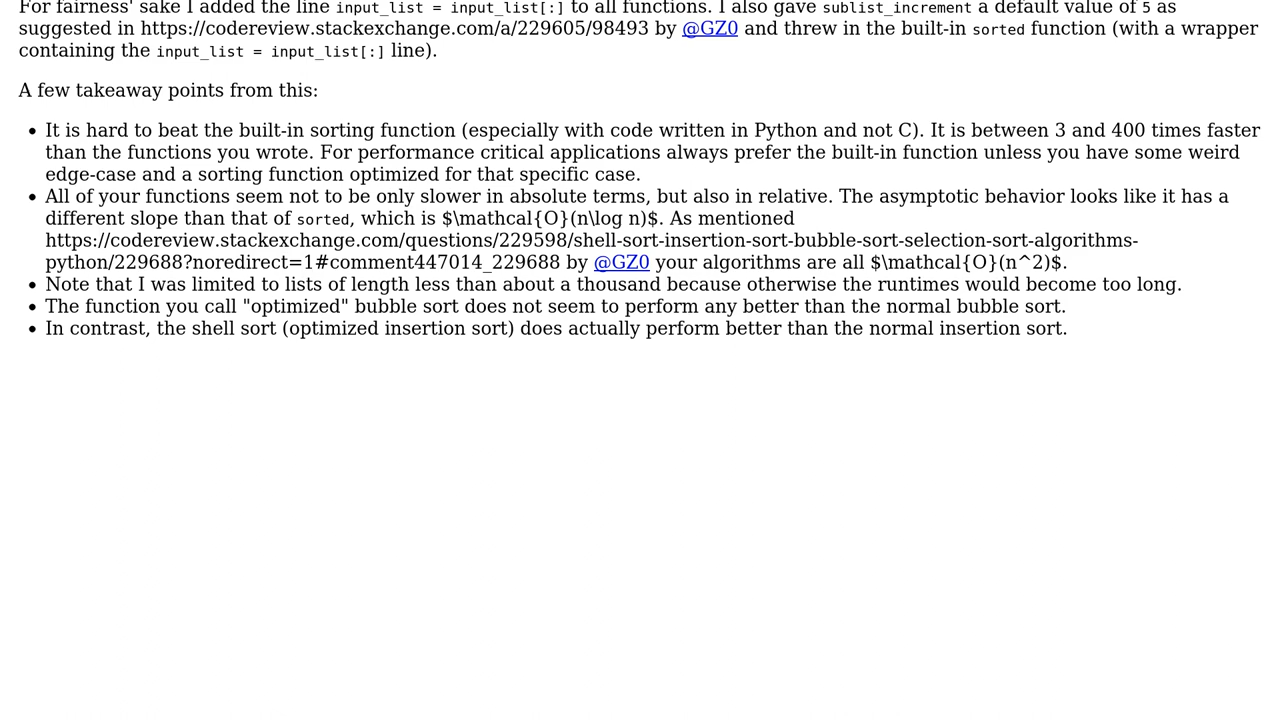 For fairness' sake I added the line input_list = input_list[:] to all functions. I also gave sublist_increment a default value of 5 as
suggested in https://codereview.stackexchange.com/a/229605/98493 by @GZ0 and threw in the built-in sorted function (with a wrapper
containing the input_list = input_list[:] line).
A few takeaway points from this:
• It is hard to beat the built-in sorting function (especially with code written in Python and not C). It is between 3 and 400 times faster
than the functions you wrote. For performance critical applications always prefer the built-in function unless you have some weird
edge-case and a sorting function optimized for that specific case.
• All of your functions seem not to be only slower in absolute terms, but also in relative. The asymptotic behavior looks like it has a
different slope than that of sorted, which is $\mathcal{O}(n\log n)$. As mentioned
https://codereview.stackexchange.com/questions/229598/shell-sort-insertion-sort-bubble-sort-selection-sort-algorithms-
python/229688?noredirect=1#comment447014_229688 by @GZ0 your algorithms are all $\mathcal{O}(n^2)$.
• Note that I was limited to lists of length less than about a thousand because otherwise the runtimes would become too long.
• The function you call "optimized" bubble sort does not seem to perform any better than the normal bubble sort.
• In contrast, the shell sort (optimized insertion sort) does actually perform better than the normal insertion sort.